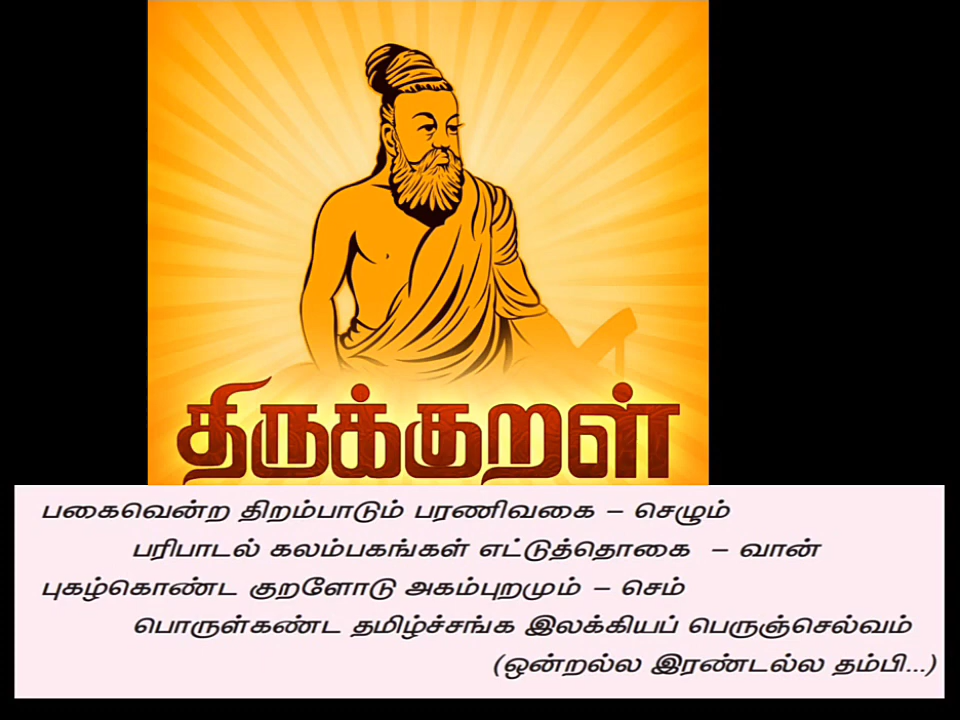 திருக்குறள்
பகைவென்ற திறம்பாடும் பரணிவகை – செழும்
பரிபாடல் கலம்பகங்கள் எட்டுத்தொகை – வான்
புகழ்கொண்ட குறளோடு அகம்புறமும் – செம்
பொருள்கண்ட தமிழ்ச்சங்க இலக்கியப் பெருஞ்செல்வம்
(ஒன்றல்ல இரண்டல்ல தம்பி...)